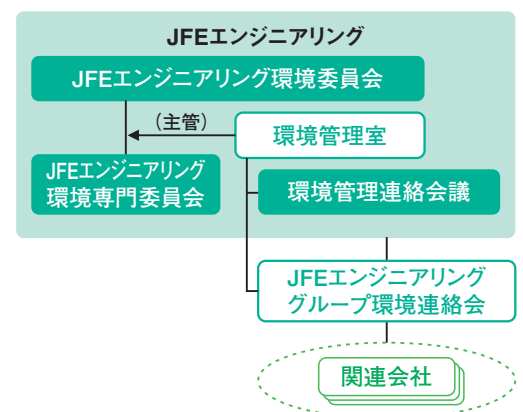 JFEエンジニアリング
JFEエンジニアリング環境委員会
(主管)
環境管理室
JFEエンジニアリング
環境専門委員会
環境管理連絡会議
JFEエンジニアリング
グループ環境連絡会
関連会社